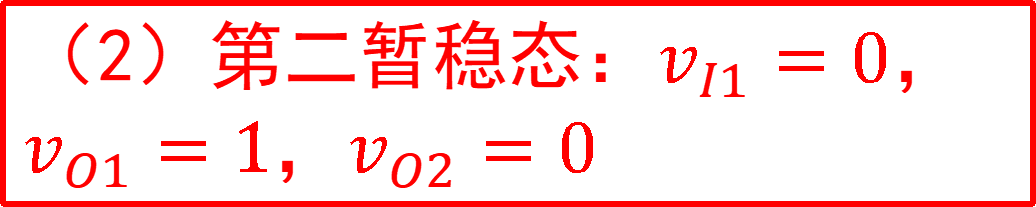 （2）第二暂稳态：$v_{I1} = 0$，
$v_{O1} = 1$，$v_{O2} = 0$